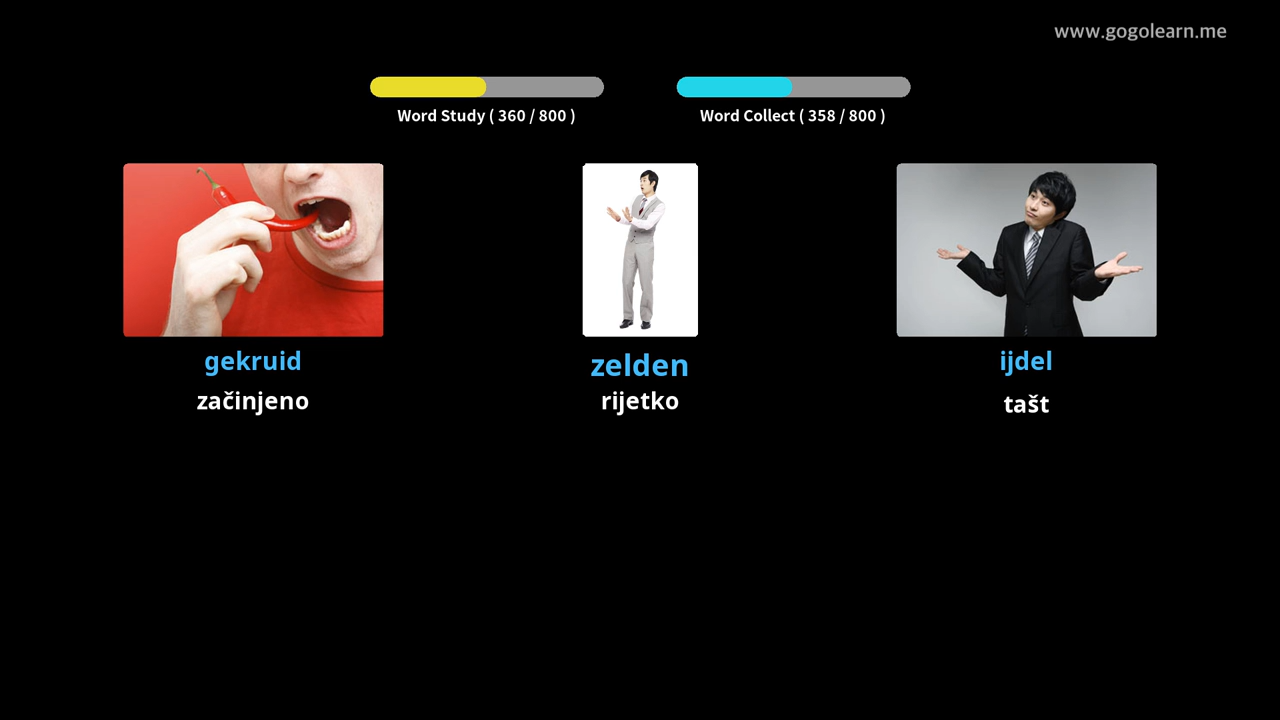 www.gogolearn.me
Word Study ( 360 / 800 )
Word Collect ( 358 / 800 )
gekruid
začinjeno
zelden
rijetko
ijdel
tašt